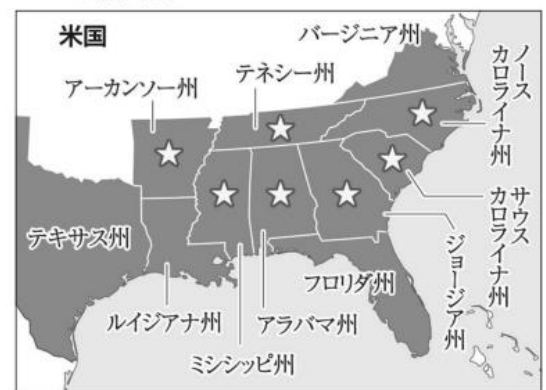 米国
バージニア州
ノース
カロライナ州
テネシー州
アーカンソー州
サウス
カロライナ州
テキサス州
ジョージア州
フロリダ州
ルイジアナ州
アラバマ州
ミシシッピ州